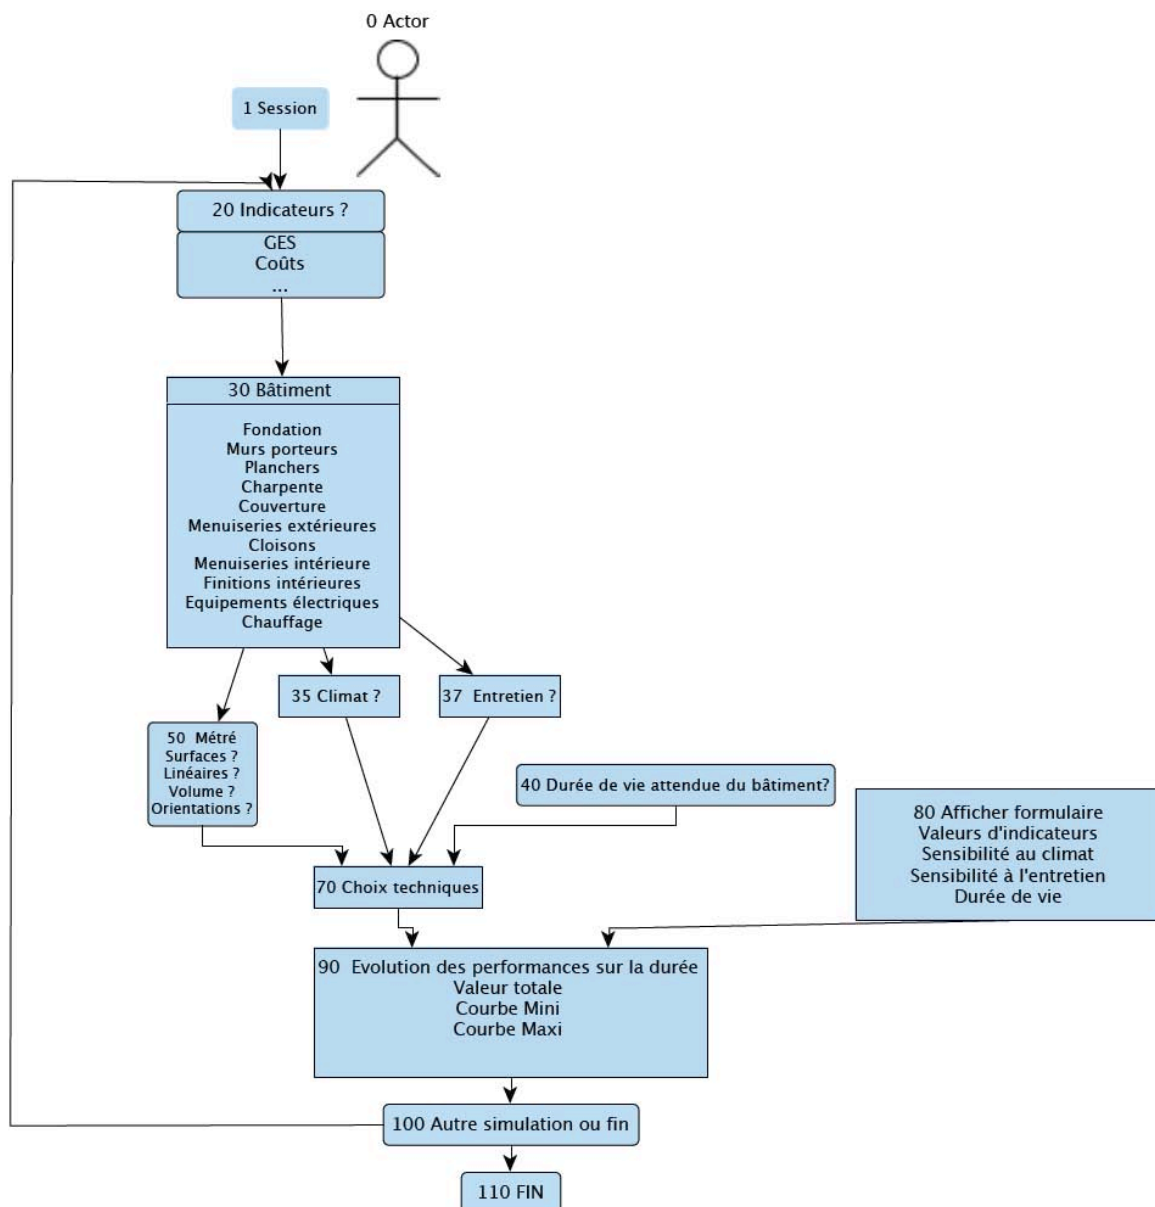 0 Actor
1 Session
20 Indicateurs ?
GES
Coûts
...
30 Bâtiment
Fondation
Murs porteurs
Planchers
Charpente
Couverture
Menuiseries extérieures
Cloisons
Menuiseries intérieure
Finitions intérieures
Equipements électriques
Chauffage
35 Climat ?
37 Entretien ?
50 Métré
Surfaces ?
Linéaires ?
Volume ?
Orientations ?
40 Durée de vie attendue du bâtiment?
80 Afficher formulaire
Valeurs d'indicateurs
Sensibilité au climat
Sensibilité à l'entretien
Durée de vie
70 Choix techniques
90 Evolution des performances sur la durée
Valeur totale
Courbe Mini
Courbe Maxi
100 Autre simulation ou fin
110 FIN